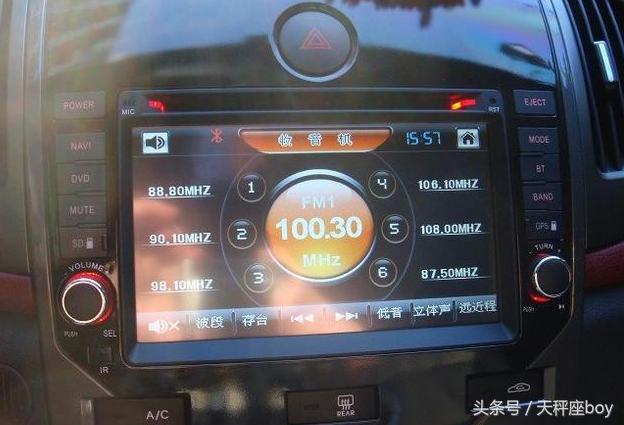 POWER
NAVI
DVD
MUTE
SD
VOLUME
PUSH
SEL
IR
MIC
RST
收音机
15:57
88.80MHZ
90.10MHZ
98.10MHZ
1
2
3
FM1
100.30
MHz
4
5
6
106.10MHZ
108.00MHZ
87.50MHZ
波段
存台
低音
立体声
远近程
EJECT
MODE
BT
BAND
GPS
TURN
PUSH
A/C
REAR
头条号 / 天秤座boy